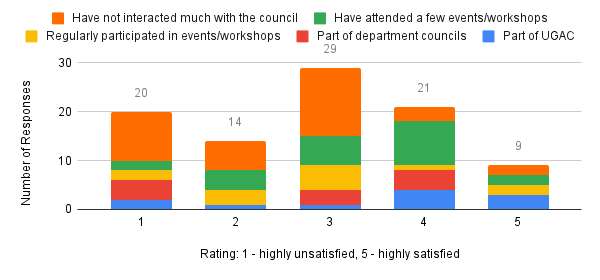 Have not interacted much with the council Have attended a few events/workshops
Regularly participated in events/workshops Part of department councils Part of UGAC
29
30
20
21
20
14
9
10
0
1 2 3 4 5
Number of Responses
Rating: 1 - highly unsatisfied, 5 - highly satisfied